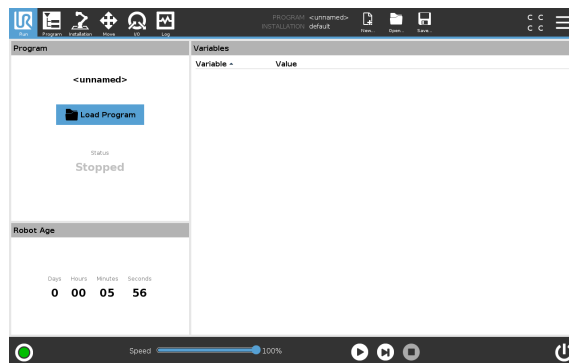 UR
PROGRAM <unnamed>
INSTALLATION default
C C
C C
Run Program Installation Move I/O Log New... Open... Save...
Program
<unnamed>
Load Program
Status
Stopped
Robot Age
Days Hours Minutes Seconds
0 00 05 56
Variables
Variable Value
Speed 100%